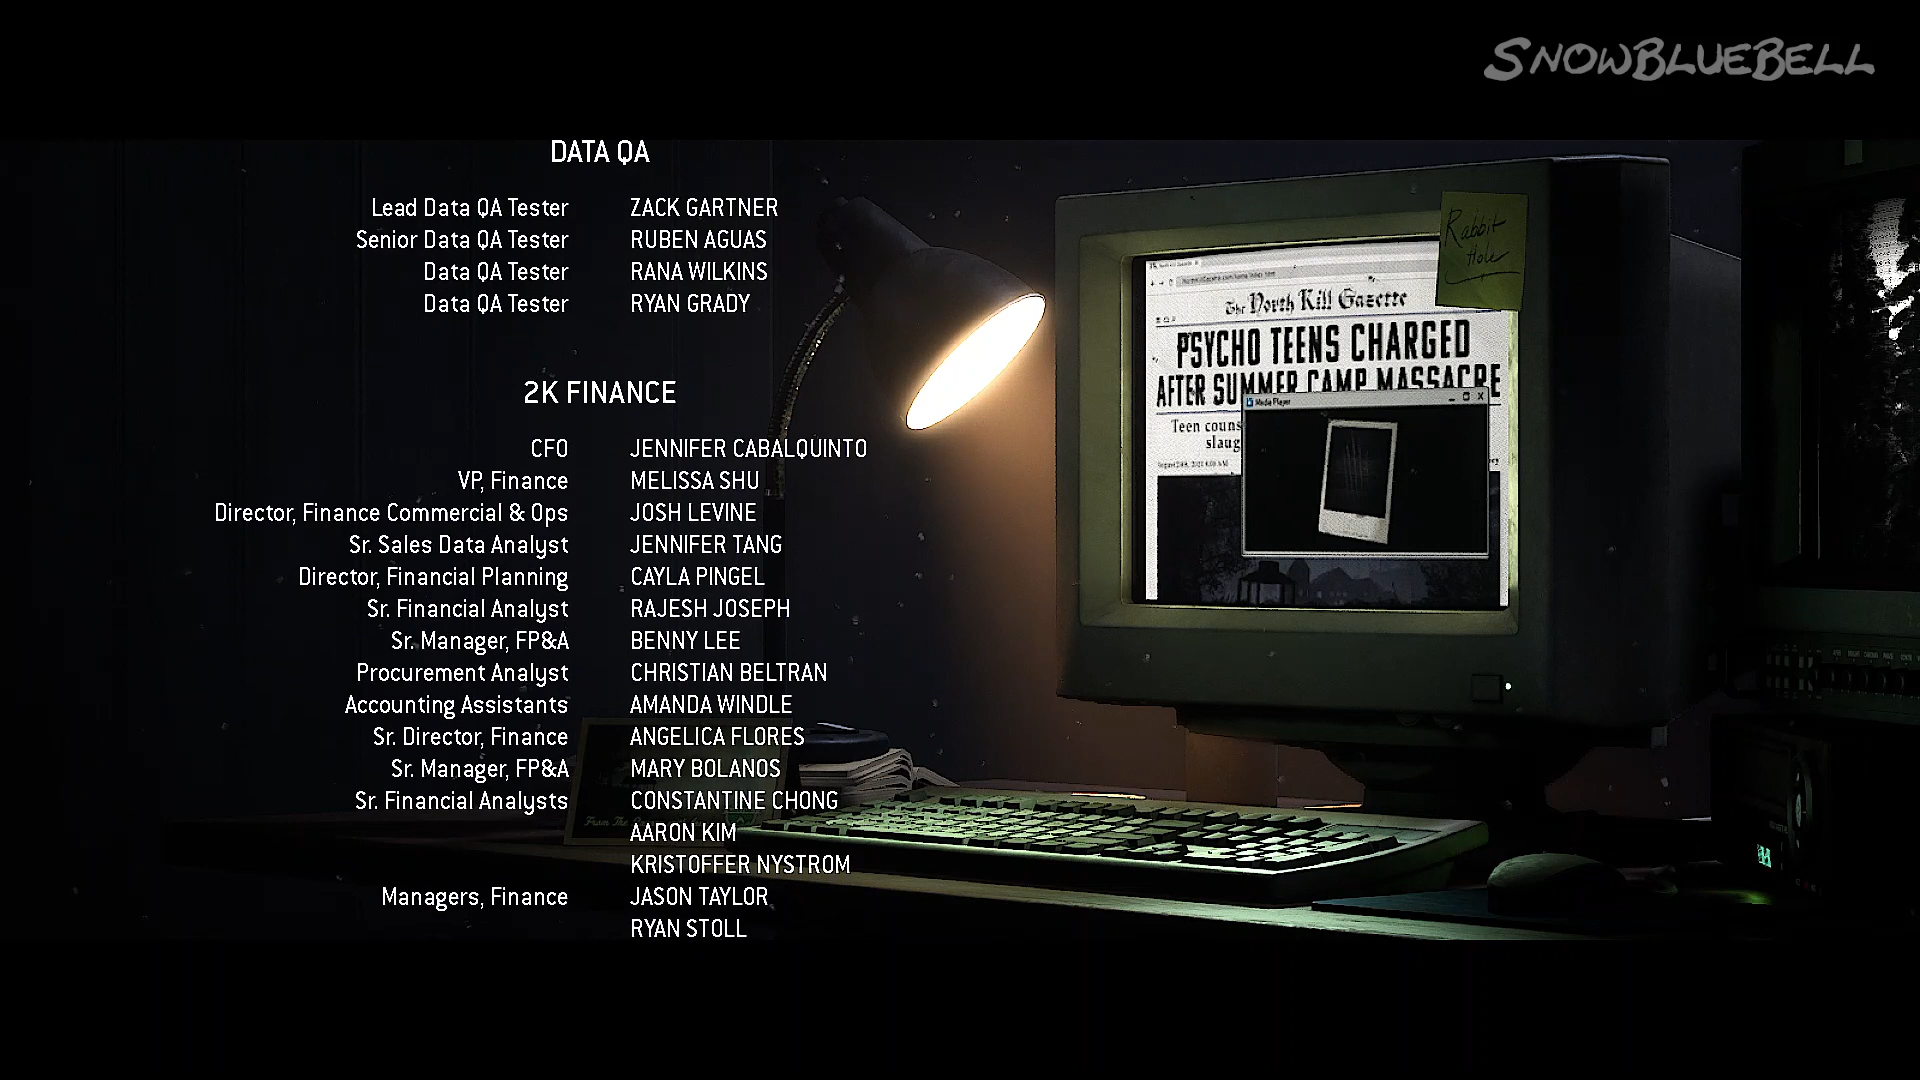 SNOWBLUEBELL
DATA QA
Lead Data QA Tester ZACK GARTNER
Senior Data QA Tester RUBEN AGUAS
Data QA Tester RANA WILKINS
Data QA Tester RYAN GRADY
2K FINANCE
CFO JENNIFER CABALQUINTO
VP, Finance MELISSA SHU
Director, Finance Commercial & Ops JOSH LEVINE
Sr. Sales Data Analyst JENNIFER TANG
Director, Financial Planning CAYLA PINGEL
Sr. Financial Analyst RAJESH JOSEPH
Sr. Manager, FP&A BENNY LEE
Procurement Analyst CHRISTIAN BELTRAN
Accounting Assistants AMANDA WINDLE
Sr. Director, Finance ANGELICA FLORES
Sr. Manager, FP&A MARY BOLANOS
Sr. Financial Analysts CONSTANTINE CHONG
AARON KIM
KRISTOFFER NYSTROM
Managers, Finance JASON TAYLOR
RYAN STOLL
Rabbit
Hole
The North Kill Gazette
PSYCHO TEENS CHARGED
AFTER SUMMER CAMP MASSACRE
Media Player
Teen couns
slaug
From The